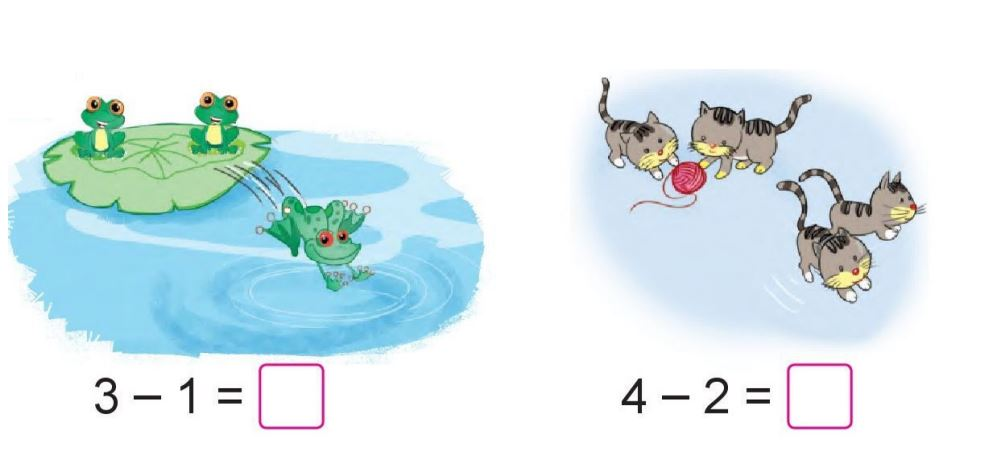 3 – 1 =
4 – 2 =